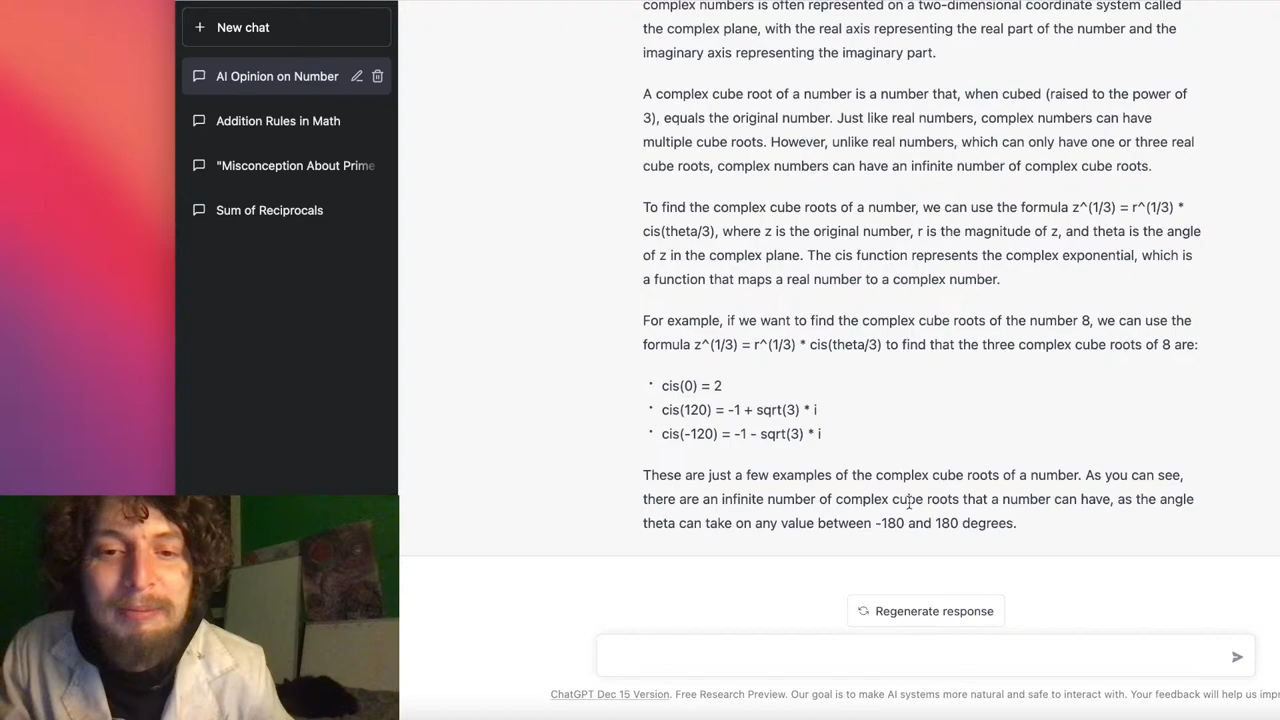 New chat
AI Opinion on Number
Addition Rules in Math
"Misconception About Prime
Sum of Reciprocals
complex numbers is often represented on a two-dimensional coordinate system called
the complex plane, with the real axis representing the real part of the number and the
imaginary axis representing the imaginary part.
A complex cube root of a number is a number that, when cubed (raised to the power of
3), equals the original number. Just like real numbers, complex numbers can have
multiple cube roots. However, unlike real numbers, which can only have one or three real
cube roots, complex numbers can have an infinite number of complex cube roots.
To find the complex cube roots of a number, we can use the formula z^(1/3) = r^(1/3) *
cis(theta/3), where z is the original number, r is the magnitude of z, and theta is the angle
of z in the complex plane. The cis function represents the complex exponential, which is
a function that maps a real number to a complex number.
For example, if we want to find the complex cube roots of the number 8, we can use the
formula z^(1/3) = r^(1/3) * cis(theta/3) to find that the three complex cube roots of 8 are:
• cis(0) = 2
• cis(120) = -1 + sqrt(3) * i
• cis(-120) = -1 - sqrt(3) * i
These are just a few examples of the complex cube roots of a number. As you can see,
there are an infinite number of complex cube roots that a number can have, as the angle
theta can take on any value between -180 and 180 degrees.
Regenerate response
ChatGPT Dec 15 Version. Free Research Preview. Our goal is to make AI systems more natural and safe to interact with. Your feedback will help us